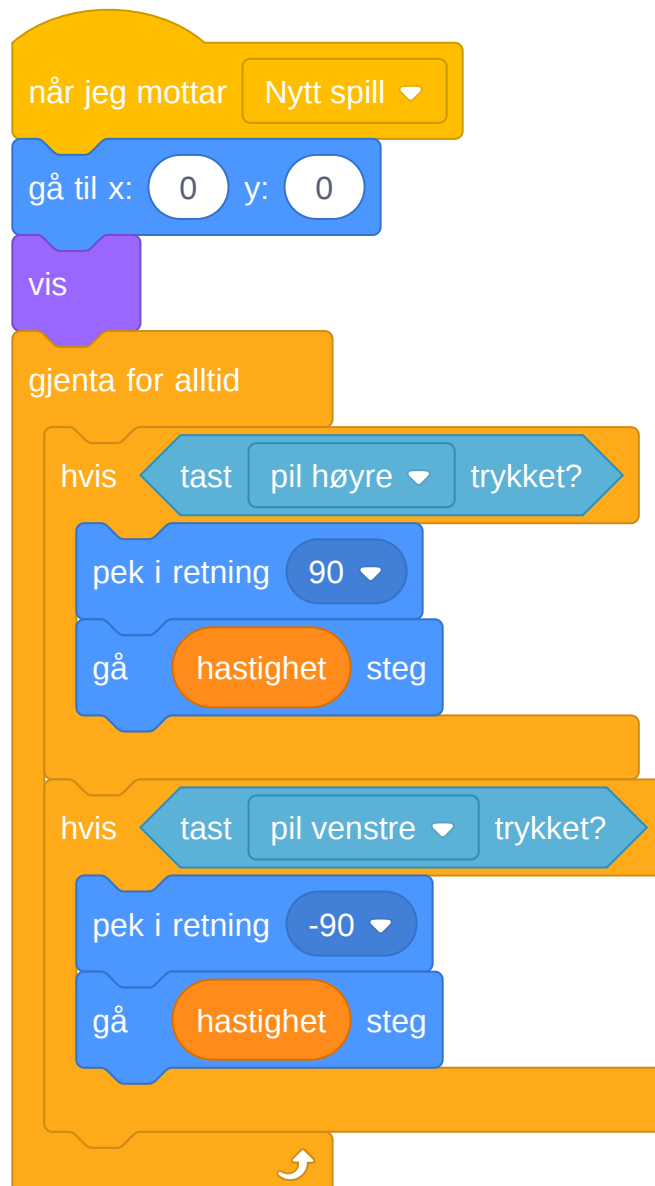 når jeg mottar Nytt spill
gå til x: 0 y: 0
vis
gjenta for alltid
hvis tast pil høyre trykket?
pek i retning 90
gå hastighet steg
hvis tast pil venstre trykket?
pek i retning -90
gå hastighet steg